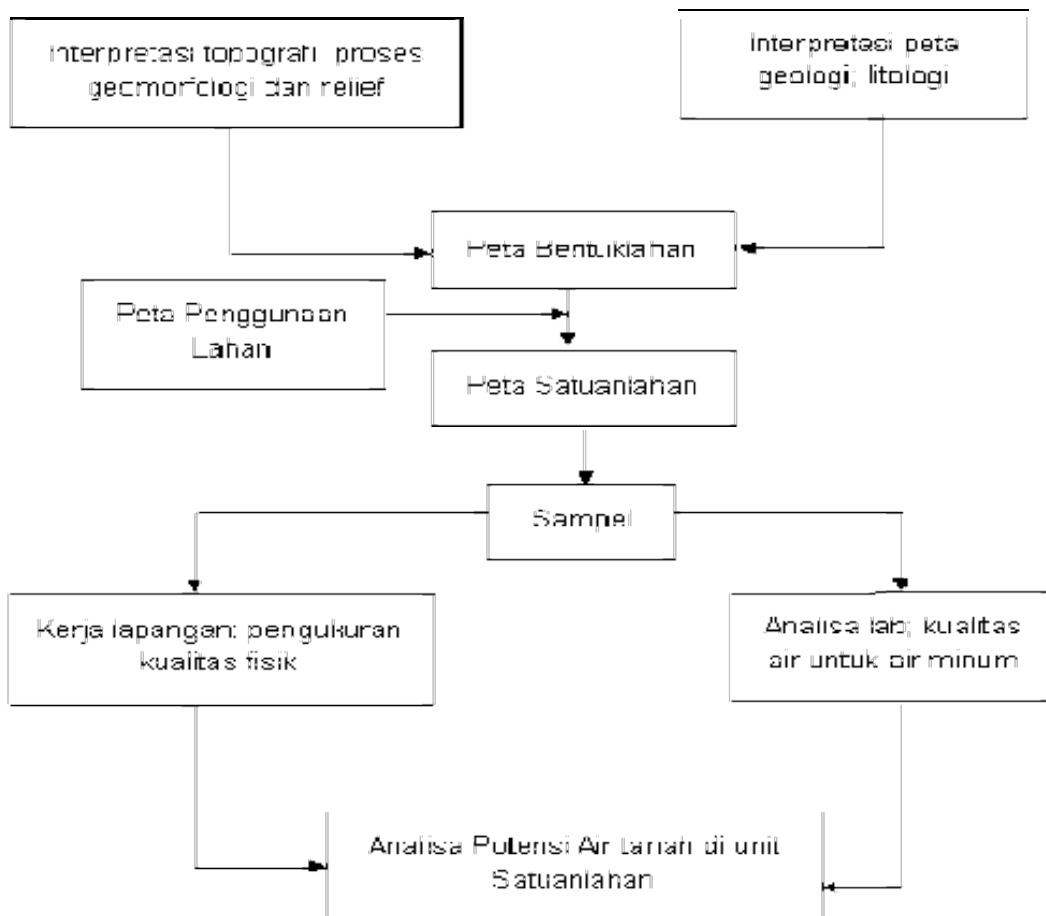 Interpretasi topografi proses
geomorfologi dan relief
Interpretasi peta
geologi; litologi
Peta Bentuklahan
Peta Penggunaan
Lahan
Peta Satuanlahan
Sampel
Kerja lapangan: pengukuran
kualitas fisik
Analisa lab; kualitas
air untuk air minum
Analisa Potensi Air tanah di unit
Satuanlahan